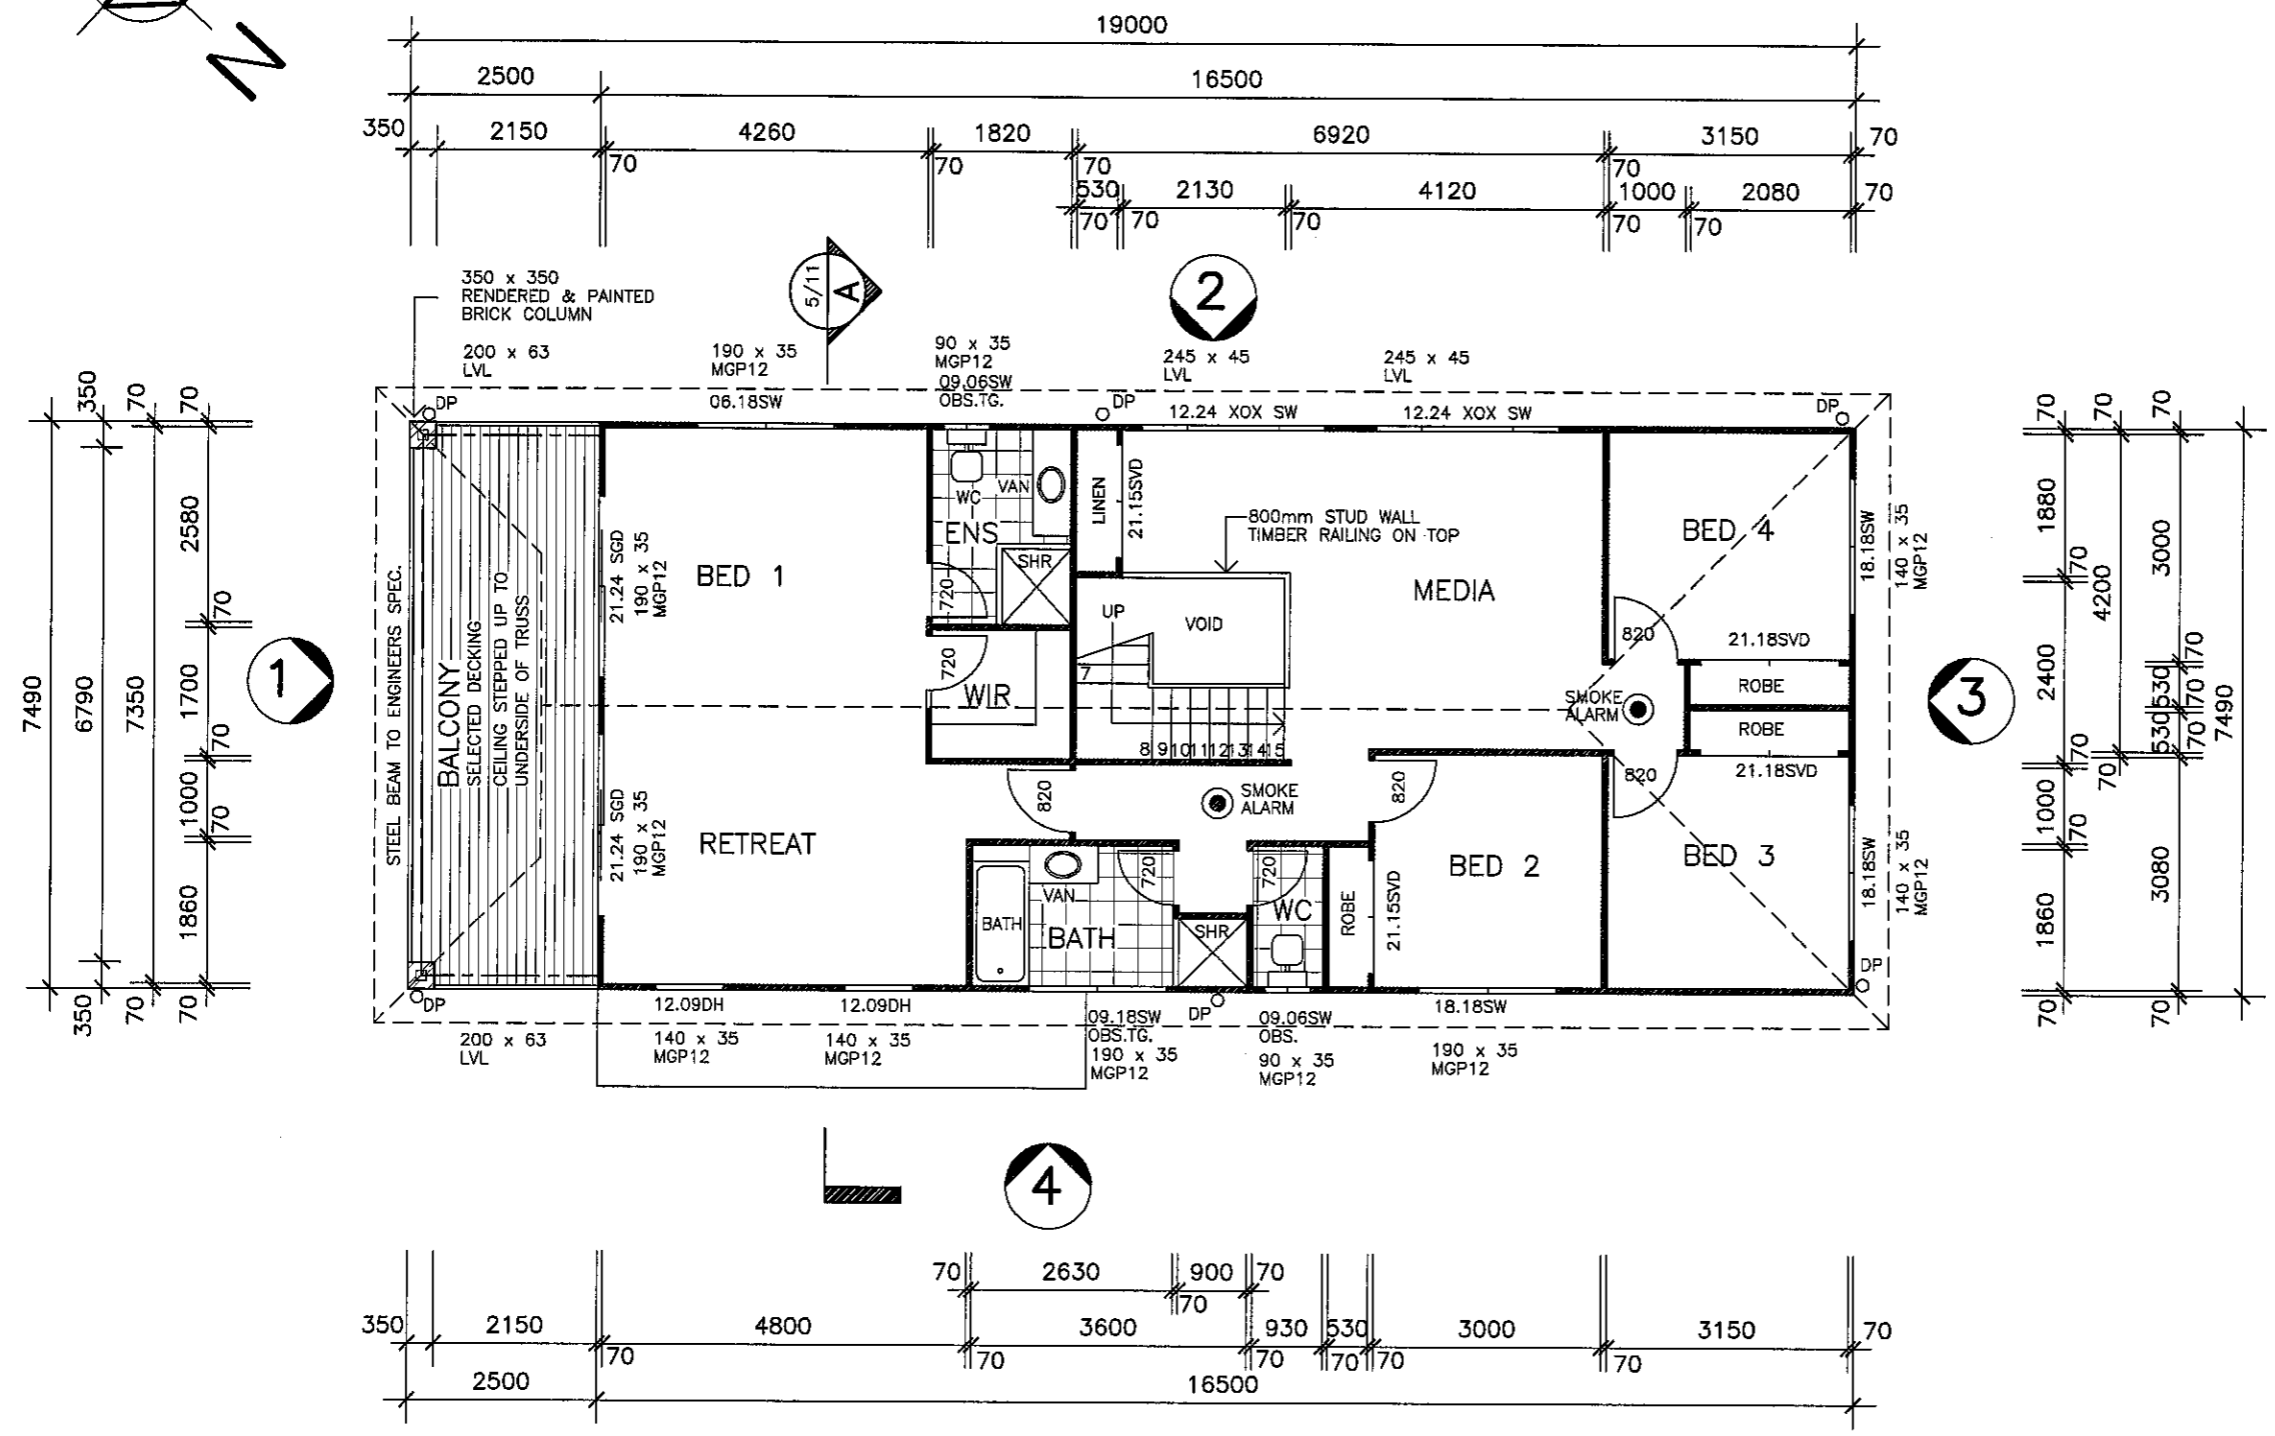 N
19000
2500 16500
350 2150 4260 1820 6920 3150 70
70 70 70 70
530 2130 4120 1000 2080 70
70 70 70 70 70
350 x 350
RENDERED & PAINTED
BRICK COLUMN
5/11
A
2
200 x 63
LVL
190 x 35
MGP12
90 x 35
MGP12
09.06SW
OBS.TG.
245 x 45
LVL
245 x 45
LVL
06.18SW
12.24 XOX SW
12.24 XOX SW
DP
DP
DP
7490
350
6790
350
70
7350
70
70
2580
70
1700
70
1000
70
1860
70
1
STEEL BEAM TO ENGINEERS SPEC.
BALCONY
SELECTED DECKING
CEILING STEPPED UP TO
UNDERSIDE OF TRUSS
21.24 SGD
190 x 35
MGP12
21.24 SGD
190 x 35
MGP12
BED 1
RETREAT
WC
VAN
ENS
SHR
720
720
WIR
LINEN
21.15SVD
800mm STUD WALL
TIMBER RAILING ON TOP
UP
VOID
7
8 9 10 11 12 13 14 15
MEDIA
BED 4
820
21.18SVD
ROBE
ROBE
21.18SVD
SMOKE
ALARM
820
BED 3
18.18SW
140 x 35
MGP12
18.18SW
140 x 35
MGP12
820
SMOKE
ALARM
820
BATH
VAN
BATH
720
SHR
720
WC
ROBE
21.15SVD
BED 2
DP
DP
DP
12.09DH
12.09DH
09.18SW
OBS.TG.
190 x 35
MGP12
09.06SW
OBS.
90 x 35
MGP12
18.18SW
190 x 35
MGP12
200 x 63
LVL
140 x 35
MGP12
140 x 35
MGP12
3
70
1880
70
2400
70
1000
70
1860
70
70
4200
70
70
3000
70
530
70
530
70
3080
70
7490
4
70 2630 900 70
70
350 2150 4800 3600 930 530 3000 3150 70
70 70 70 70 70 70
2500 16500